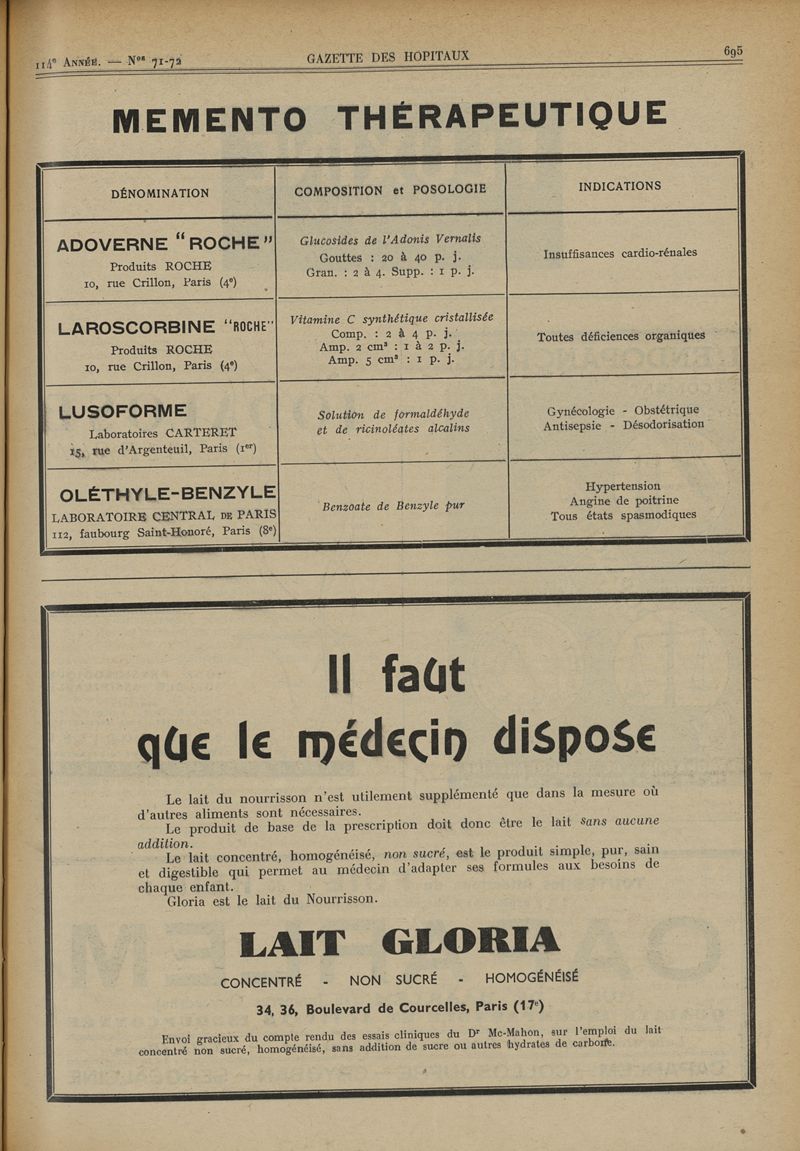 114e ANNÉE. — Nos 71-72
GAZETTE DES HOPITAUX
695
MEMENTO THÉRAPEUTIQUE
DÉNOMINATION
COMPOSITION et POSOLOGIE
INDICATIONS
ADOVERNE "ROCHE"
Produits ROCHE
10, rue Crillon, Paris (4e)
Glucosides de l'Adonis Vernalis
Gouttes : 20 à 40 p. j.
Gran. : 2 à 4. Supp. : 1 p. j.
Insuffisances cardio-rénales
LAROSCORBINE "ROCHE"
Produits ROCHE
10, rue Crillon, Paris (4e)
Vitamine C synthétique cristallisée
Comp. : 2 à 4 p. j.
Amp. 2 cm3 : 1 à 2 p. j.
Amp. 5 cm3 : 1 p. j.
Toutes déficiences organiques
LUSOFORME
Laboratoires CARTERET
15, rue d'Argenteuil, Paris (1er)
Solution de formaldéhyde
et de ricinoléates alcalins
Gynécologie - Obstétrique
Antisepsie - Désodorisation
OLÉTHYLE-BENZYLE
LABORATOIRE CENTRAL DE PARIS
112, faubourg Saint-Honoré, Paris (8e)
Benzoate de Benzyle pur
Hypertension
Angine de poitrine
Tous états spasmodiques
Il faut
que le médecin dispose
Le lait du nourrisson n'est utilement supplémenté que dans la mesure où
d'autres aliments sont nécessaires.
Le produit de base de la prescription doit donc être le lait sans aucune
addition.
Le lait concentré, homogénéisé, non sucré, est le produit simple, pur, sain
et digestible qui permet au médecin d'adapter ses formules aux besoins de
chaque enfant.
Gloria est le lait du Nourrisson.
LAIT GLORIA
CONCENTRÉ - NON SUCRÉ - HOMOGÉNÉISÉ
34, 36, Boulevard de Courcelles, Paris (17e)
Envoi gracieux du compte rendu des essais cliniques du Dr Mc-Mahon, sur l'emploi du lait
concentré non sucré, homogénéisé, sans addition de sucre ou autres hydrates de carbone.